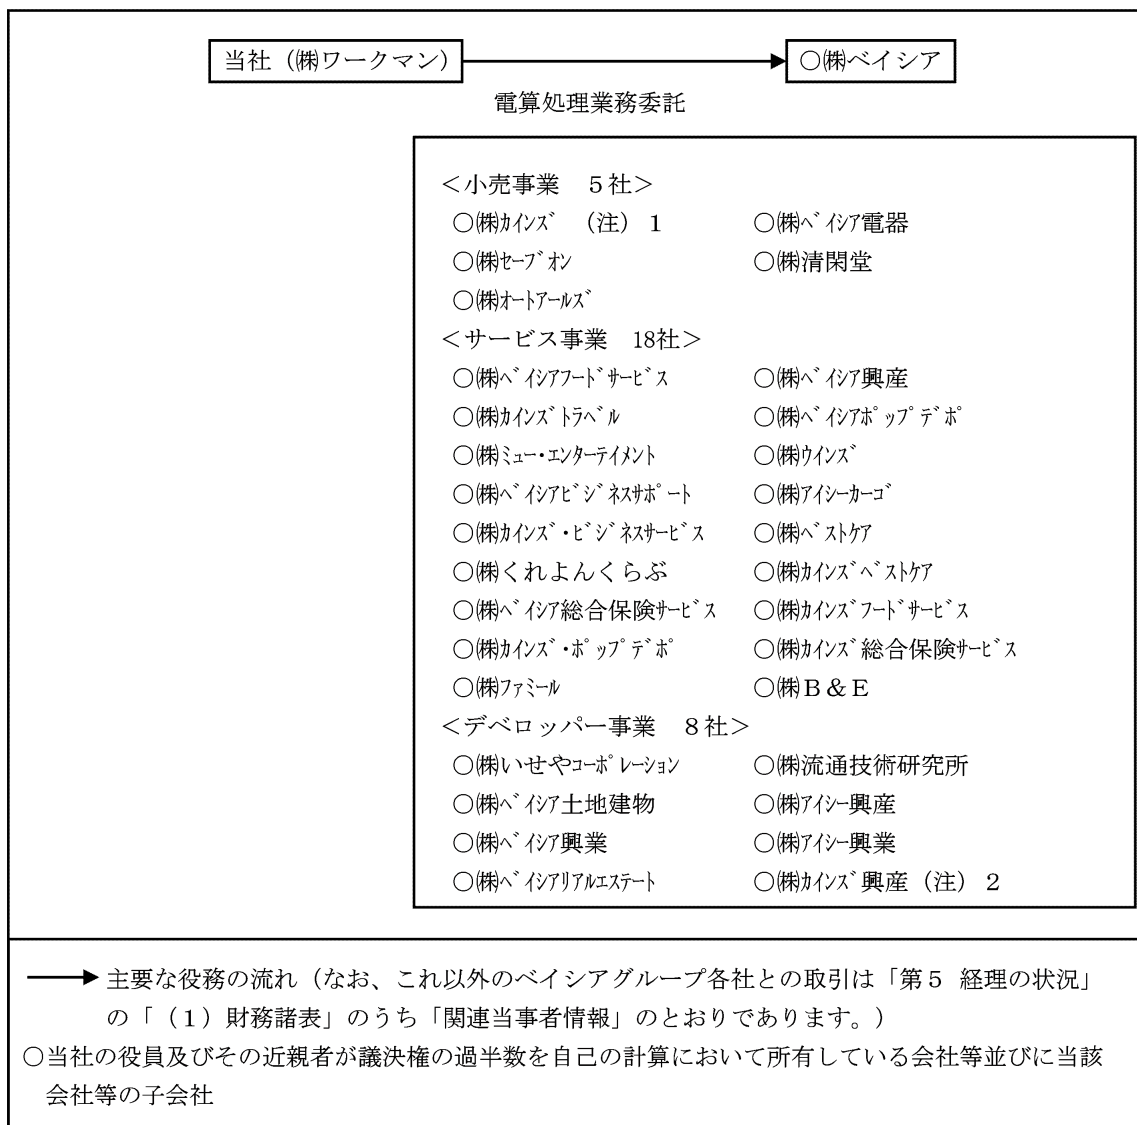 当社（㈱ワークマン） ○㈱ベイシア
電算処理業務委託
＜小売事業　５社＞
○㈱ｶｲﾝｽﾞ　（注）１ ○㈱ﾍﾞｲｼｱ電器
○㈱ｾｰﾌﾞｵﾝ ○㈱清閑堂
○㈱ｵｰﾄｱｰﾙｽﾞ
＜サービス事業　18社＞
○㈱ﾍﾞｲｼｱﾌｰﾄﾞｻｰﾋﾞｽ ○㈱ﾍﾞｲｼｱ興産
○㈱ｶｲﾝｽﾞﾄﾗﾍﾞﾙ ○㈱ﾍﾞｲｼｱﾎﾟｯﾌﾟﾃﾞﾎﾟ
○㈱ﾐｭｰ・ｴﾝﾀｰﾃｲﾒﾝﾄ ○㈱ｳｲﾝｽﾞ
○㈱ﾍﾞｲｼｱﾋﾞｼﾞﾈｽｻﾎﾟｰﾄ ○㈱ｱｲｼｰｶｰｺﾞ
○㈱ｶｲﾝｽﾞ・ﾋﾞｼﾞﾈｽｻｰﾋﾞｽ ○㈱ﾍﾞｽﾄｹｱ
○㈱くれよんくらぶ ○㈱ｶｲﾝｽﾞﾍﾞｽﾄｹｱ
○㈱ﾍﾞｲｼｱ総合保険ｻｰﾋﾞｽ ○㈱ｶｲﾝｽﾞﾌｰﾄﾞｻｰﾋﾞｽ
○㈱ｶｲﾝｽﾞ・ﾎﾟｯﾌﾟﾃﾞﾎﾟ ○㈱ｶｲﾝｽﾞ総合保険ｻｰﾋﾞｽ
○㈱ﾌｧﾐｰﾙ ○㈱Ｂ＆Ｅ
＜デベロッパー事業　８社＞
○㈱いせやｺｰﾎﾟﾚｰｼｮﾝ ○㈱流通技術研究所
○㈱ﾍﾞｲｼｱ土地建物 ○㈱ｱｲｼｰ興産
○㈱ﾍﾞｲｼｱ興業 ○㈱ｱｲｼｰ興業
○㈱ﾍﾞｲｼｱﾘｱﾙｴｽﾃｰﾄ ○㈱ｶｲﾝｽﾞ興産（注）２
主要な役務の流れ（なお、これ以外のベイシアグループ各社との取引は「第５ 経理の状況」
の「（１）財務諸表」のうち「関連当事者情報」のとおりであります。）
○当社の役員及びその近親者が議決権の過半数を自己の計算において所有している会社等並びに当該
会社等の子会社